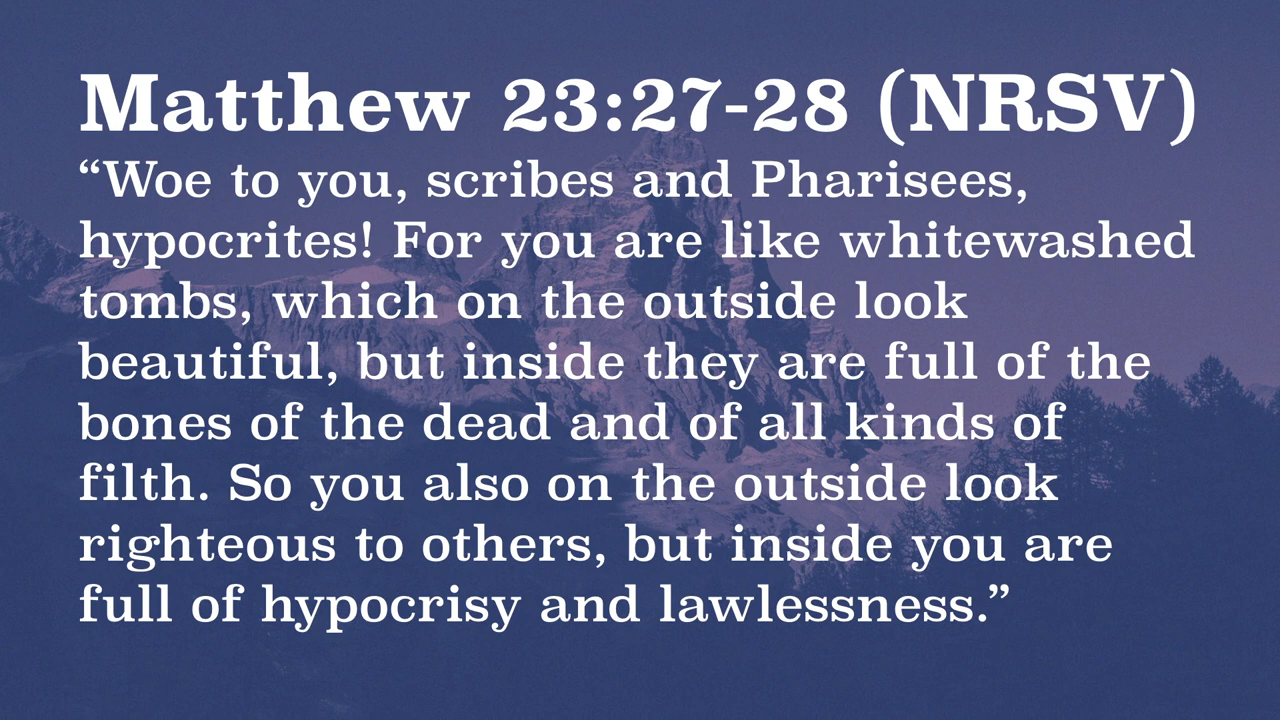 Matthew 23:27-28 (NRSV)
“Woe to you, scribes and Pharisees,
hypocrites! For you are like whitewashed
tombs, which on the outside look
beautiful, but inside they are full of the
bones of the dead and of all kinds of
filth. So you also on the outside look
righteous to others, but inside you are
full of hypocrisy and lawlessness.”